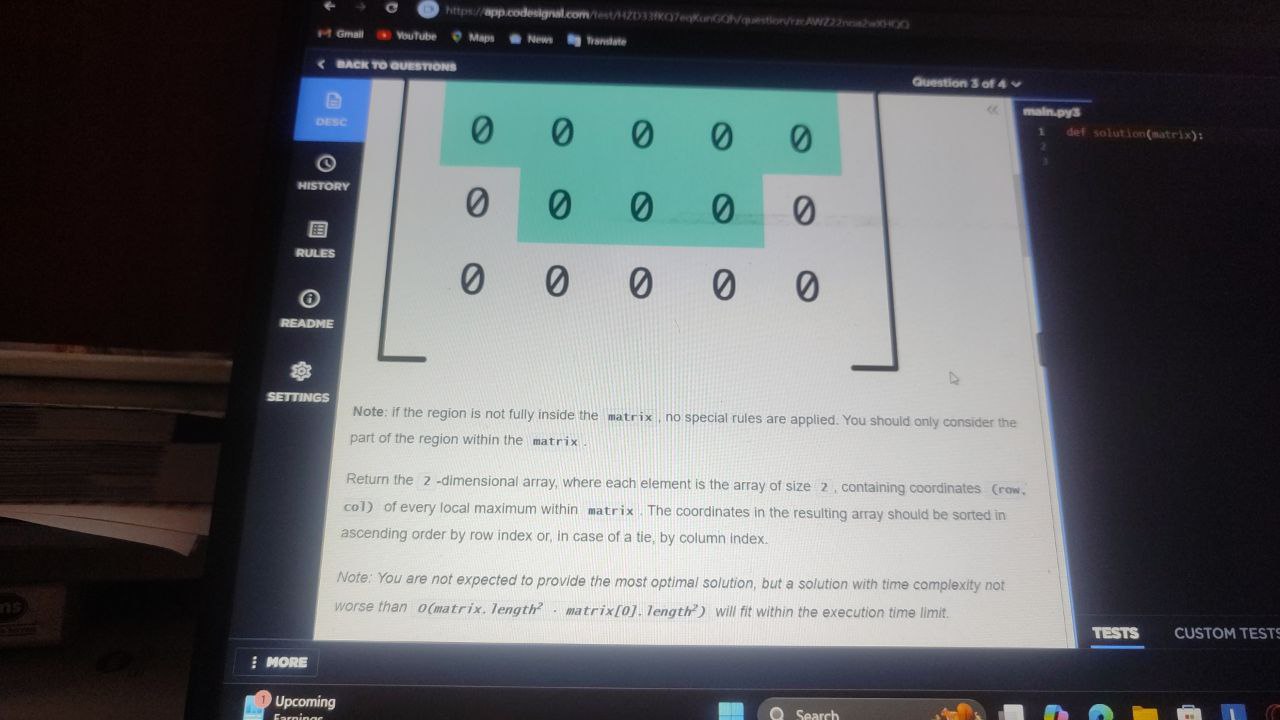 https://app.codesignal.com/test/
Gmail YouTube Maps News Translate
BACK TO QUESTIONS
Question 3 of 4
DESC
HISTORY
RULES
README
SETTINGS
0 0 0 0 0
0 0 0 0 0
0 0 0 0 0
Note: if the region is not fully inside the matrix , no special rules are applied. You should only consider the
part of the region within the matrix .
Return the 2 -dimensional array, where each element is the array of size 2 , containing coordinates (row,
col) of every local maximum within matrix . The coordinates in the resulting array should be sorted in
ascending order by row index or, in case of a tie, by column index.
Note: You are not expected to provide the most optimal solution, but a solution with time complexity not
worse than O(matrix.length² · matrix[0].length²) will fit within the execution time limit.
main.py3
1 def solution(matrix):
2
3
TESTS CUSTOM TESTS
MORE
1
Upcoming
Earnings
Search